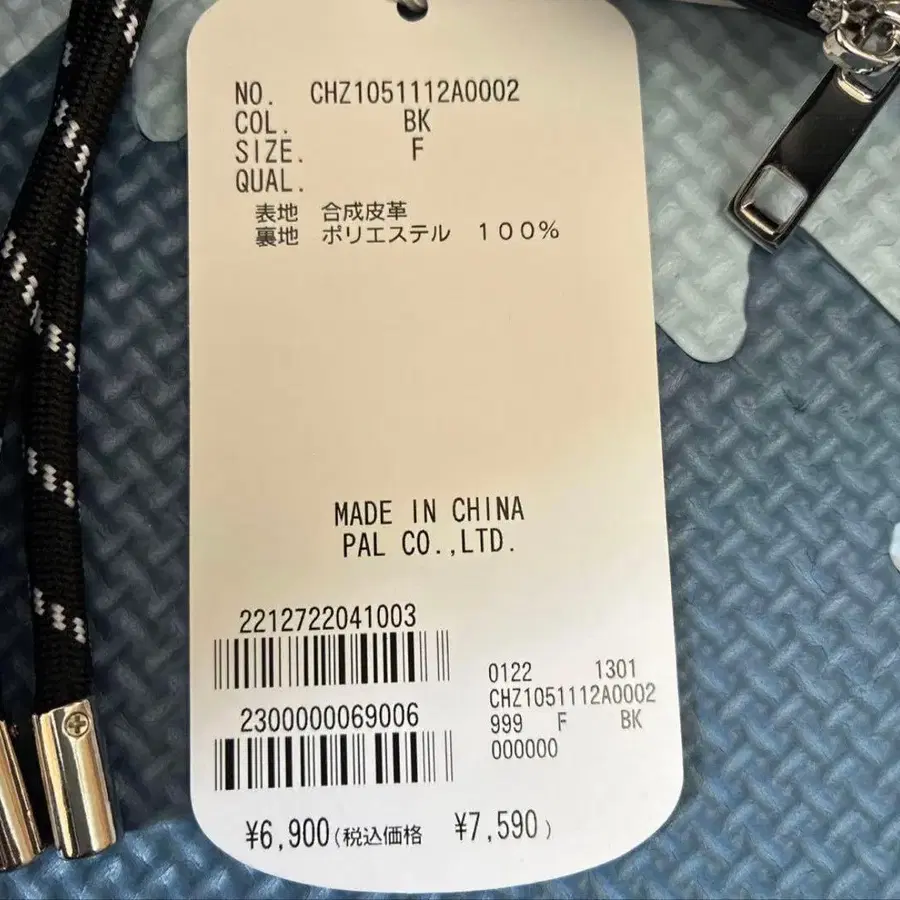 NO. CHZ1051112A0002
COL. BK
SIZE. F
QUAL.
表地 合成皮革
裏地 ポリエステル 100%
MADE IN CHINA
PAL CO.,LTD.
2212722041003
2300000069006
0122 1301
CHZ1051112A0002
999 F BK
000000
¥6,900(税込価格 ¥7,590)